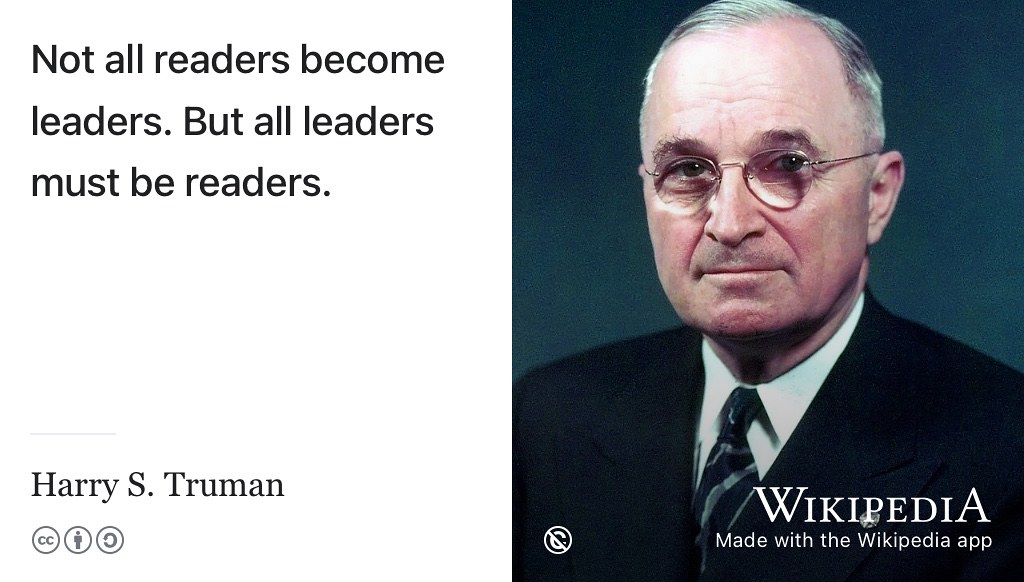 Not all readers become
leaders. But all leaders
must be readers.
Harry S. Truman
cc
WIKIPEDIA
Made with the Wikipedia app